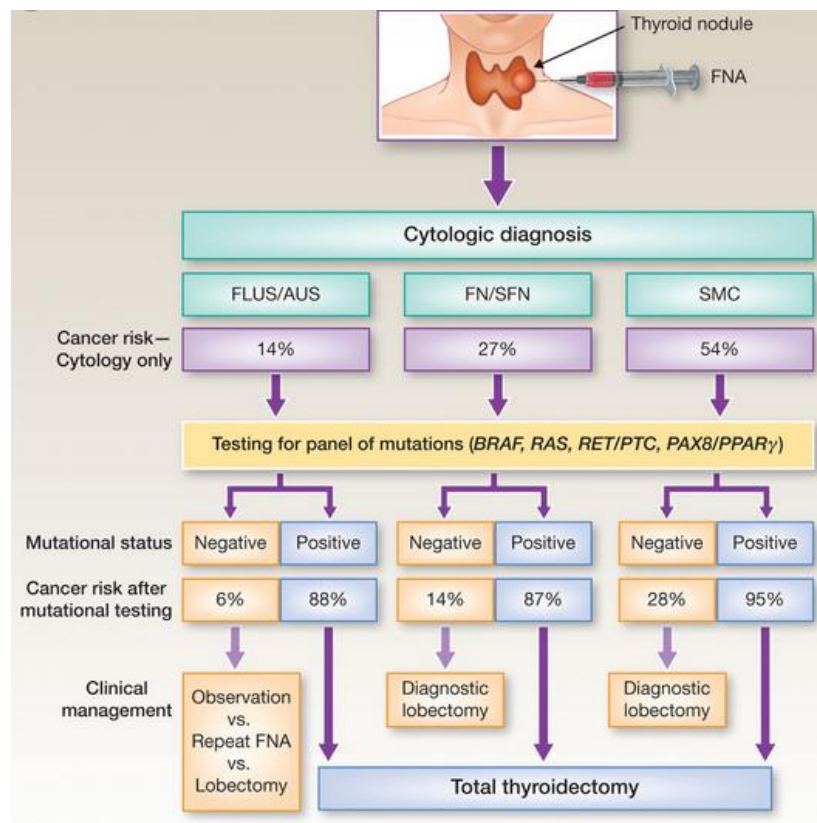 Thyroid nodule
FNA
Cytologic diagnosis
FLUS/AUS
FN/SFN
SMC
Cancer risk—
Cytology only
14%
27%
54%
Testing for panel of mutations (BRAF, RAS, RET/PTC, PAX8/PPARγ)
Mutational status
Negative
Positive
Negative
Positive
Negative
Positive
Cancer risk after
mutational testing
6%
88%
14%
87%
28%
95%
Clinical
management
Observation
vs.
Repeat FNA
vs.
Lobectomy
Diagnostic
lobectomy
Diagnostic
lobectomy
Total thyroidectomy